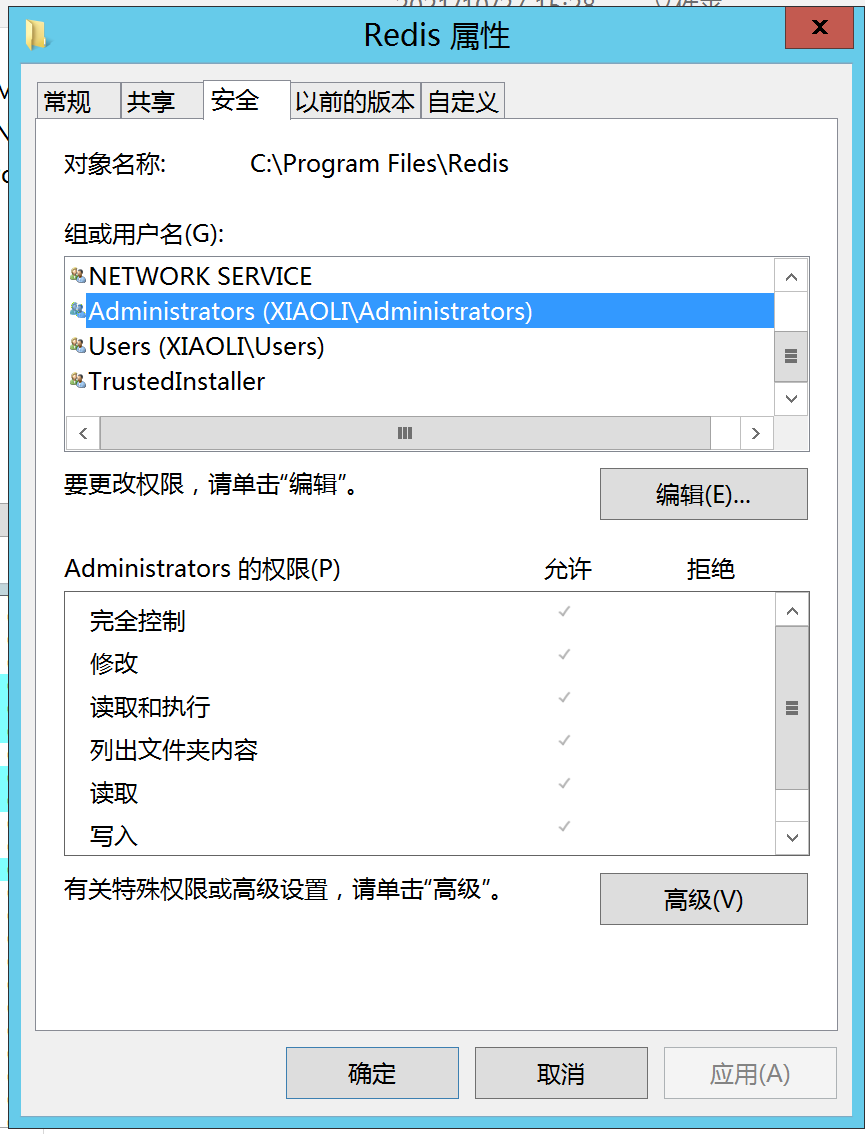 Redis 属性
x
常规 共享 安全 以前的版本 自定义
对象名称: C:\Program Files\Redis
组或用户名(G):
NETWORK SERVICE
Administrators (XIAOLI\Administrators)
Users (XIAOLI\Users)
TrustedInstaller
要更改权限，请单击“编辑”。
编辑(E)...
Administrators 的权限(P) 允许 拒绝
完全控制
修改
读取和执行
列出文件夹内容
读取
写入
有关特殊权限或高级设置，请单击“高级”。
高级(V)
确定 取消 应用(A)